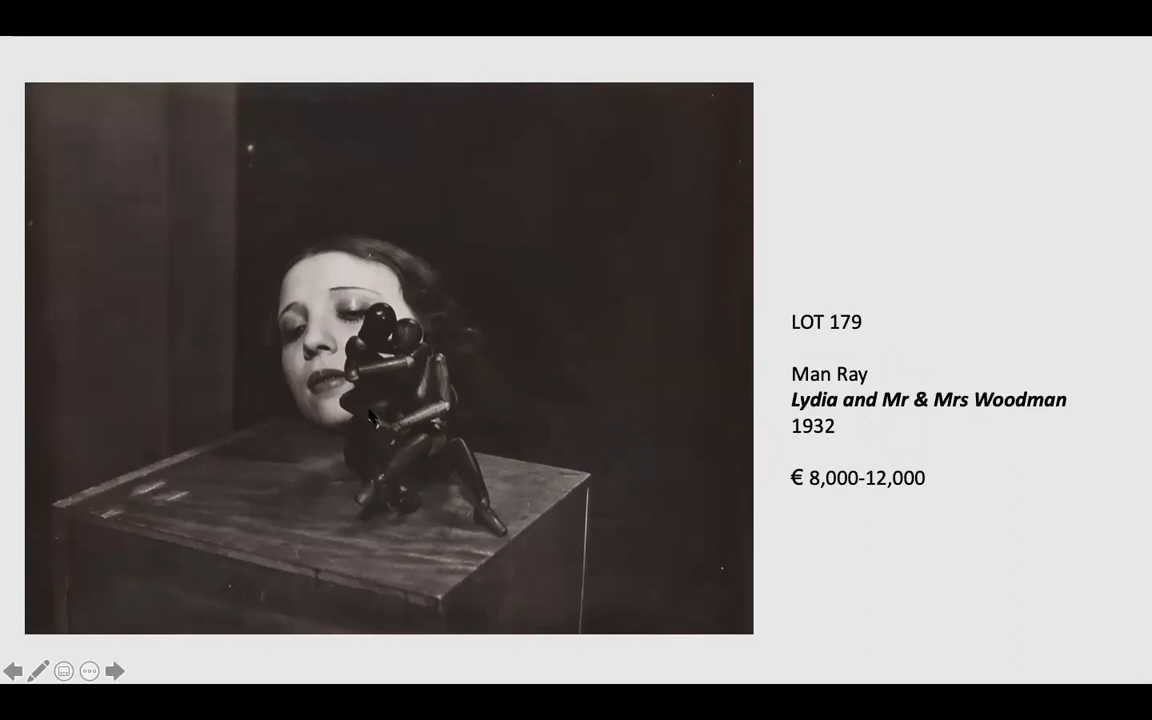 LOT 179
Man Ray
Lydia and Mr & Mrs Woodman
1932
€ 8,000-12,000